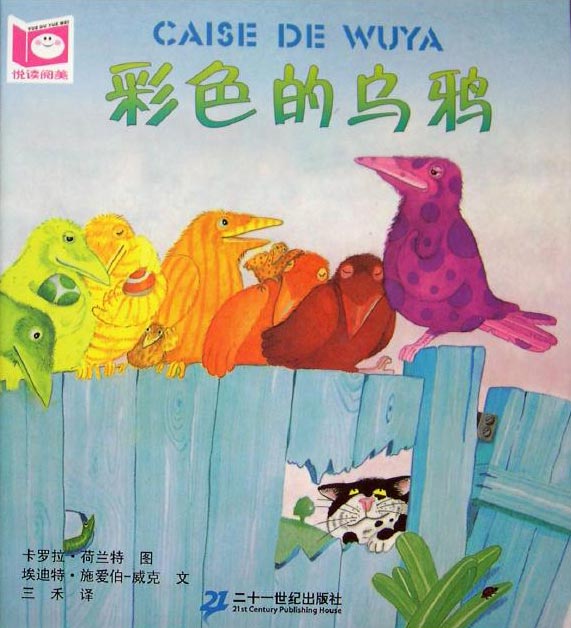 YUE DU YUE MEI
悦读阅美
CAISE DE WUYA
彩色的乌鸦
卡罗拉·荷兰特 图
埃迪特·施爱伯-威克 文
三禾 译
21 二十一世纪出版社
21st Century Publishing House